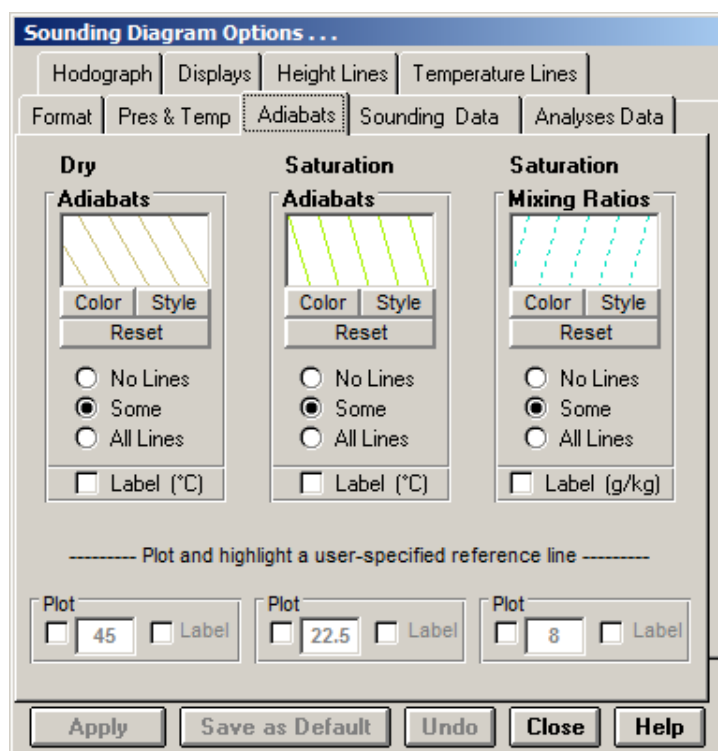 Sounding Diagram Options . . .
Hodograph Displays Height Lines Temperature Lines
Format Pres & Temp Adiabats Sounding Data Analyses Data
Dry Saturation Saturation
Adiabats Adiabats Mixing Ratios
Color Style Color Style Color Style
Reset Reset Reset
No Lines No Lines No Lines
Some Some Some
All Lines All Lines All Lines
Label (°C) Label (°C) Label (g/kg)
--------- Plot and highlight a user-specified reference line ---------
Plot Plot Plot
45 Label 22.5 Label 8 Label
Apply Save as Default Undo Close Help